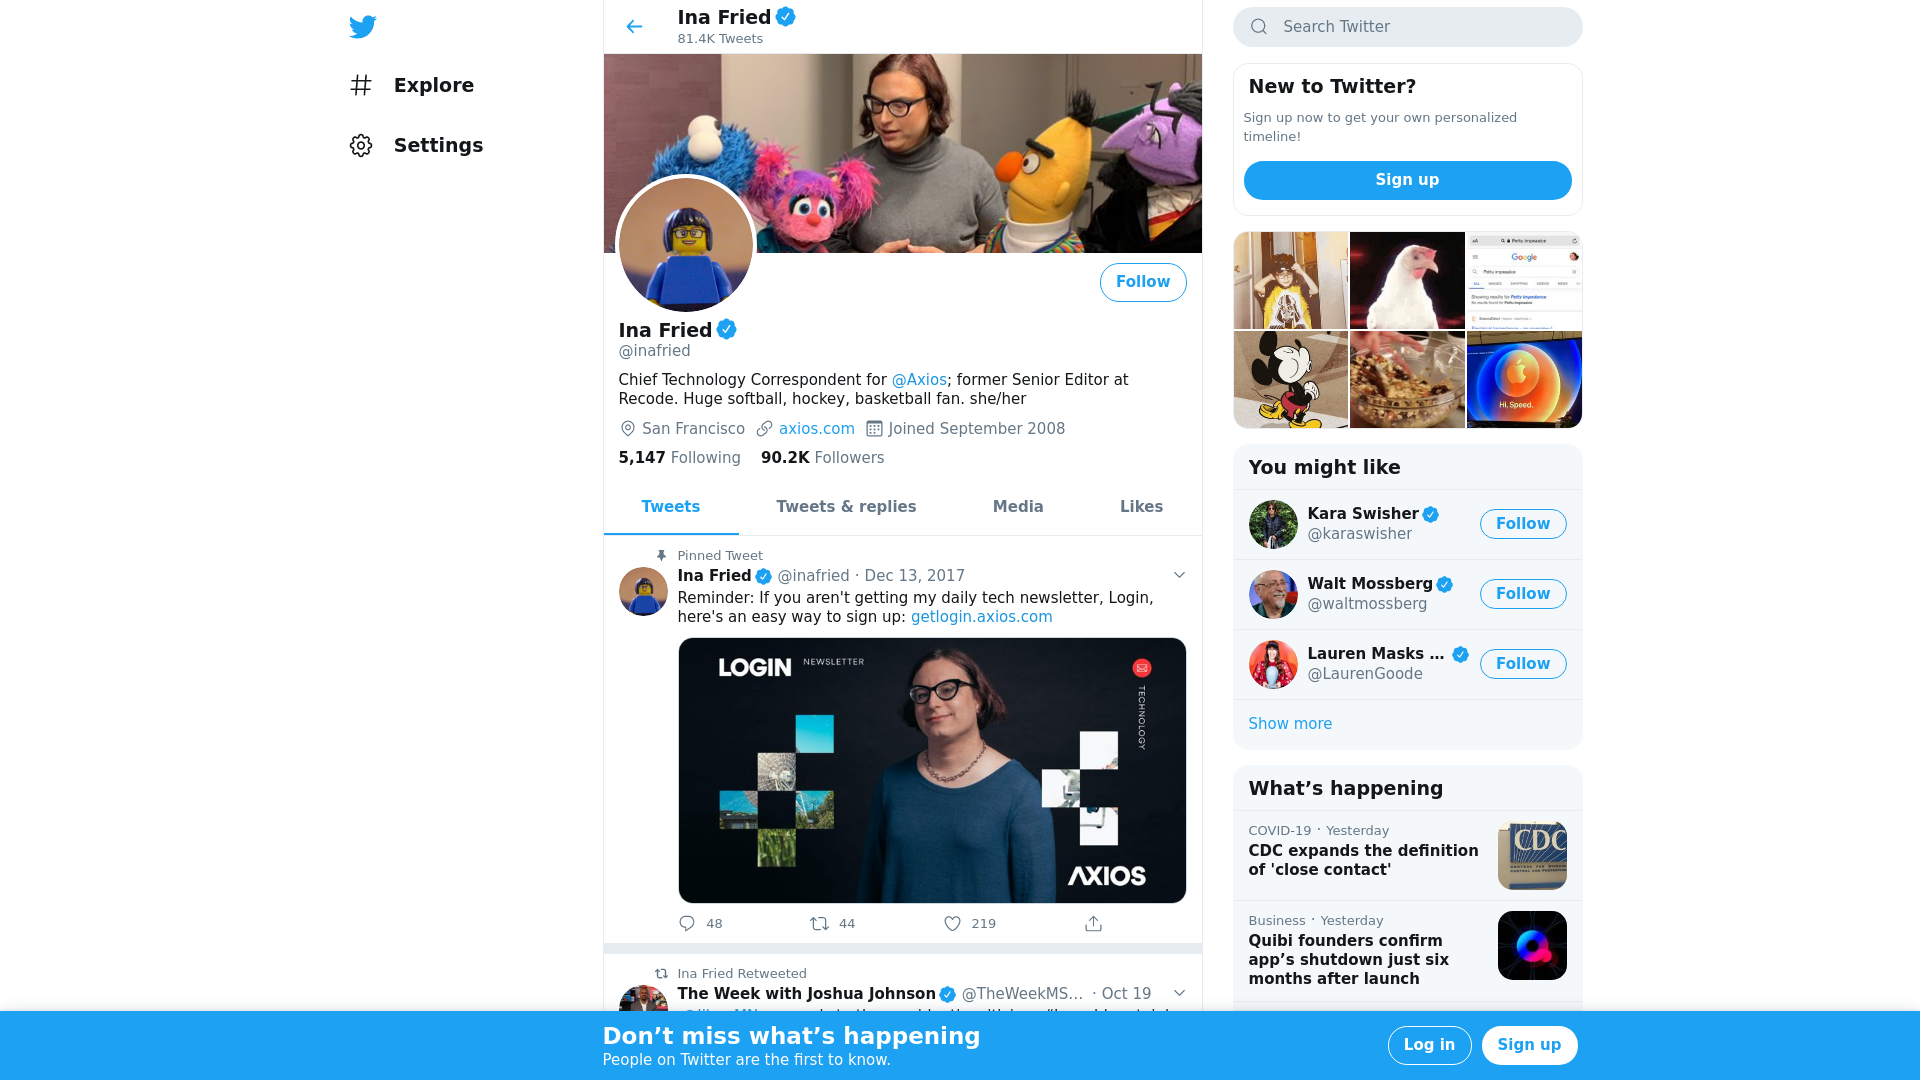 Ina Fried
81.4K Tweets
Explore
Settings
Search Twitter
New to Twitter?
Sign up now to get your own personalized
timeline!
Sign up
Follow
Ina Fried
@inafried
Chief Technology Correspondent for @Axios; former Senior Editor at
Recode. Huge softball, hockey, basketball fan. she/her
San Francisco axios.com Joined September 2008
5,147 Following 90.2K Followers
Tweets Tweets & replies Media Likes
Pinned Tweet
Ina Fried @inafried · Dec 13, 2017
Reminder: If you aren't getting my daily tech newsletter, Login,
here's an easy way to sign up: getlogin.axios.com
LOGIN NEWSLETTER
TECHNOLOGY
AXIOS
48 44 219
Ina Fried Retweeted
The Week with Joshua Johnson @TheWeekMS... · Oct 19
Google
Hi, Speed.
You might like
Kara Swisher
@karaswisher
Follow
Walt Mossberg
@waltmossberg
Follow
Lauren Masks ...
@LaurenGoode
Follow
Show more
What’s happening
COVID-19 · Yesterday
CDC expands the definition
of 'close contact'
CDC
Business · Yesterday
Quibi founders confirm
app’s shutdown just six
months after launch
Don’t miss what’s happening
People on Twitter are the first to know.
Log in
Sign up